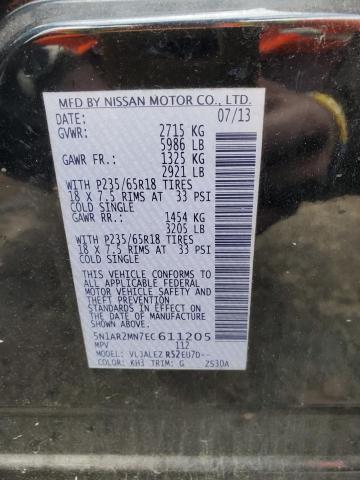 MFD BY NISSAN MOTOR CO., LTD.
DATE: 07/13
GVWR: 2715 KG
5986 LB
GAWR FR.: 1325 KG
2921 LB
WITH P235/65R18 TIRES
18 X 7.5 RIMS AT 33 PSI
COLD SINGLE
GAWR RR.: 1454 KG
3205 LB
WITH P235/65R18 TIRES
18 X 7.5 RIMS AT 33 PSI
COLD SINGLE
THIS VEHICLE CONFORMS TO
ALL APPLICABLE FEDERAL
MOTOR VEHICLE SAFETY AND
THEFT PREVENTION STANDARDS
IN EFFECT ON THE DATE OF
MANUFACTURE SHOWN ABOVE.
5N1AR2MN7EC611205
MPV 112
MODEL: VLJALEZ R52EU7D--
COLOR: KH3 TRIM: G ZS30A